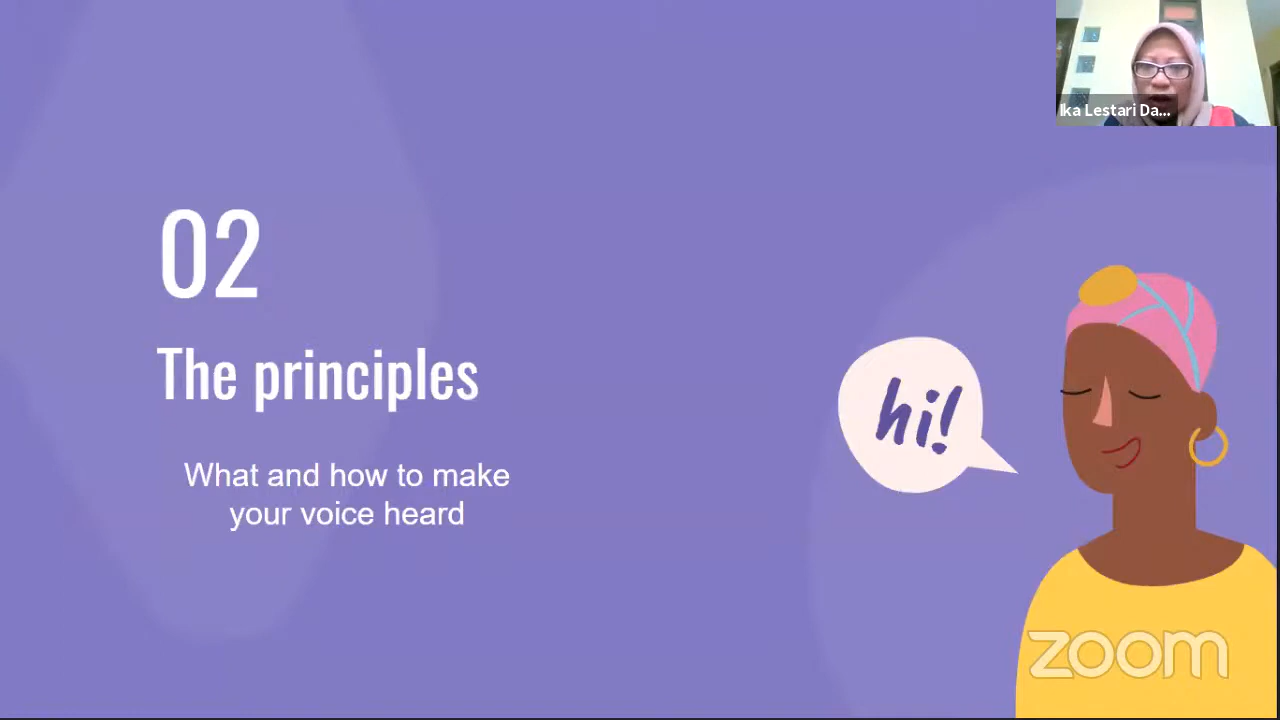 Ika Lestari Da...
02
The principles
hi!
What and how to make
your voice heard
zoom